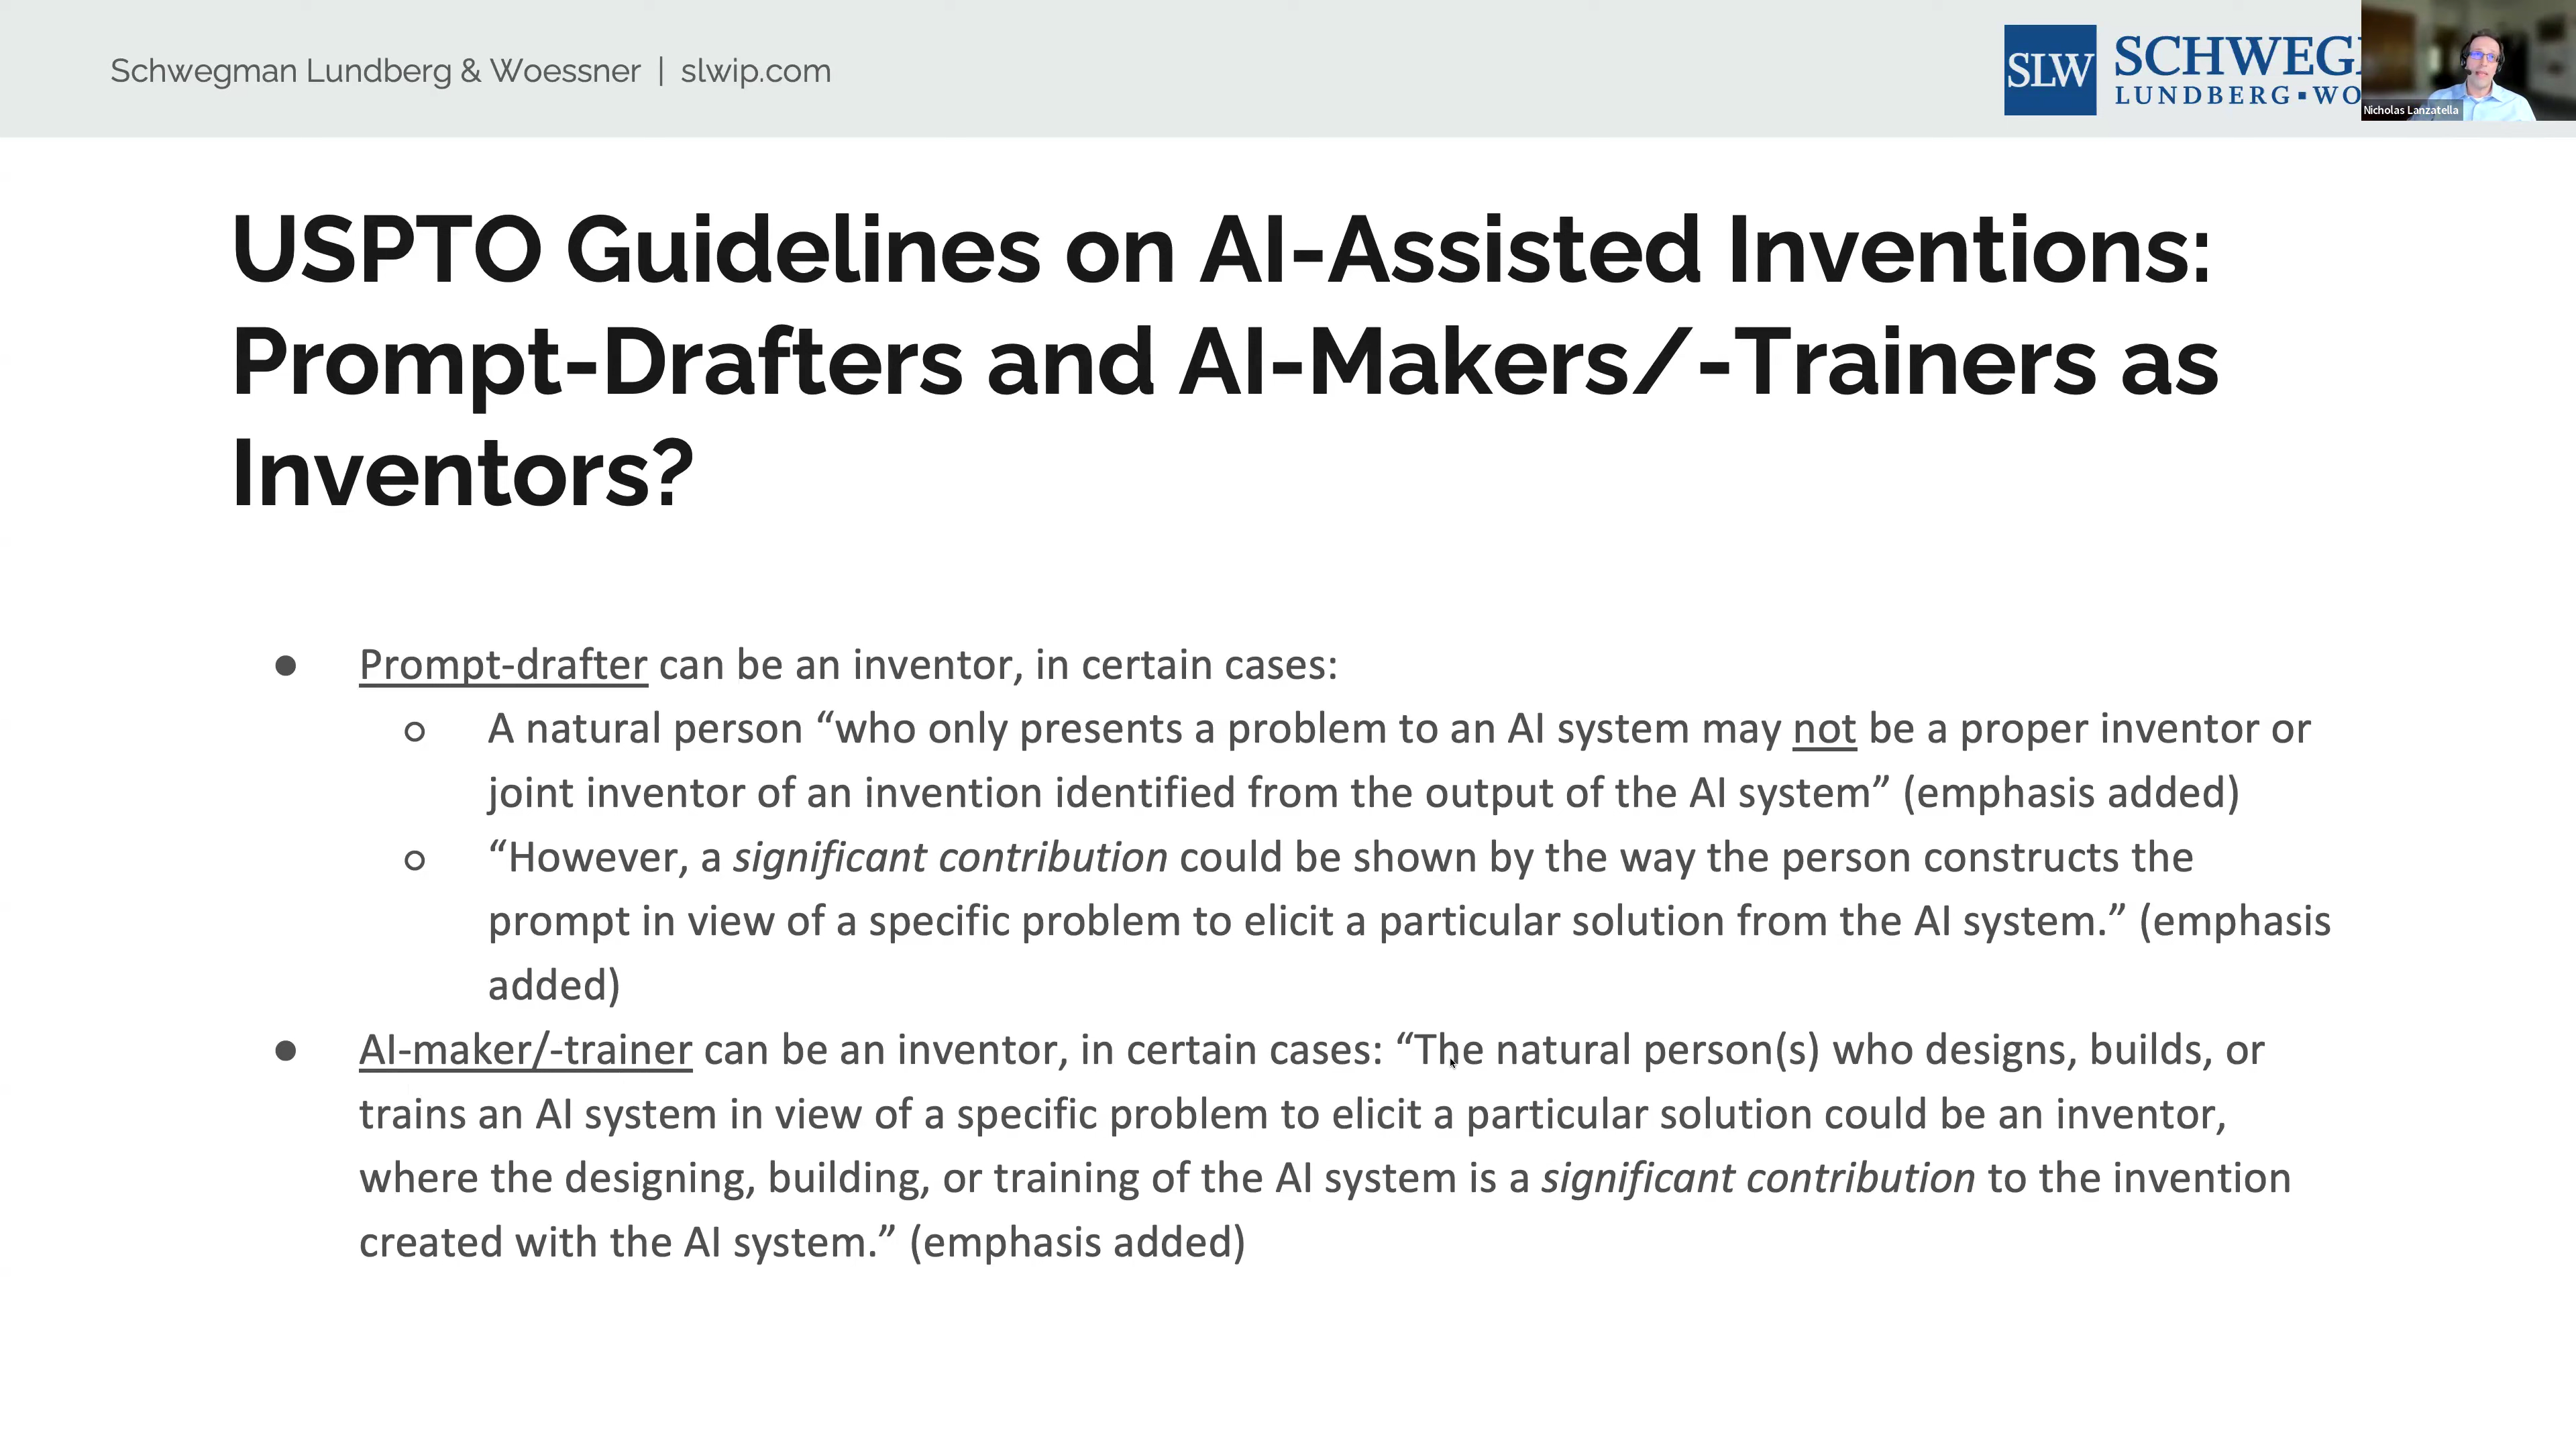 Schwegman Lundberg & Woessner | slwip.com
SLW
SCHWEG
LUNDBERG▪WO
Nicholas Lanzatella
USPTO Guidelines on AI-Assisted Inventions:
Prompt-Drafters and AI-Makers/-Trainers as
Inventors?
● Prompt-drafter can be an inventor, in certain cases:
○ A natural person “who only presents a problem to an AI system may not be a proper inventor or
joint inventor of an invention identified from the output of the AI system” (emphasis added)
○ “However, a significant contribution could be shown by the way the person constructs the
prompt in view of a specific problem to elicit a particular solution from the AI system.” (emphasis
added)
● AI-maker/-trainer can be an inventor, in certain cases: “The natural person(s) who designs, builds, or
trains an AI system in view of a specific problem to elicit a particular solution could be an inventor,
where the designing, building, or training of the AI system is a significant contribution to the invention
created with the AI system.” (emphasis added)